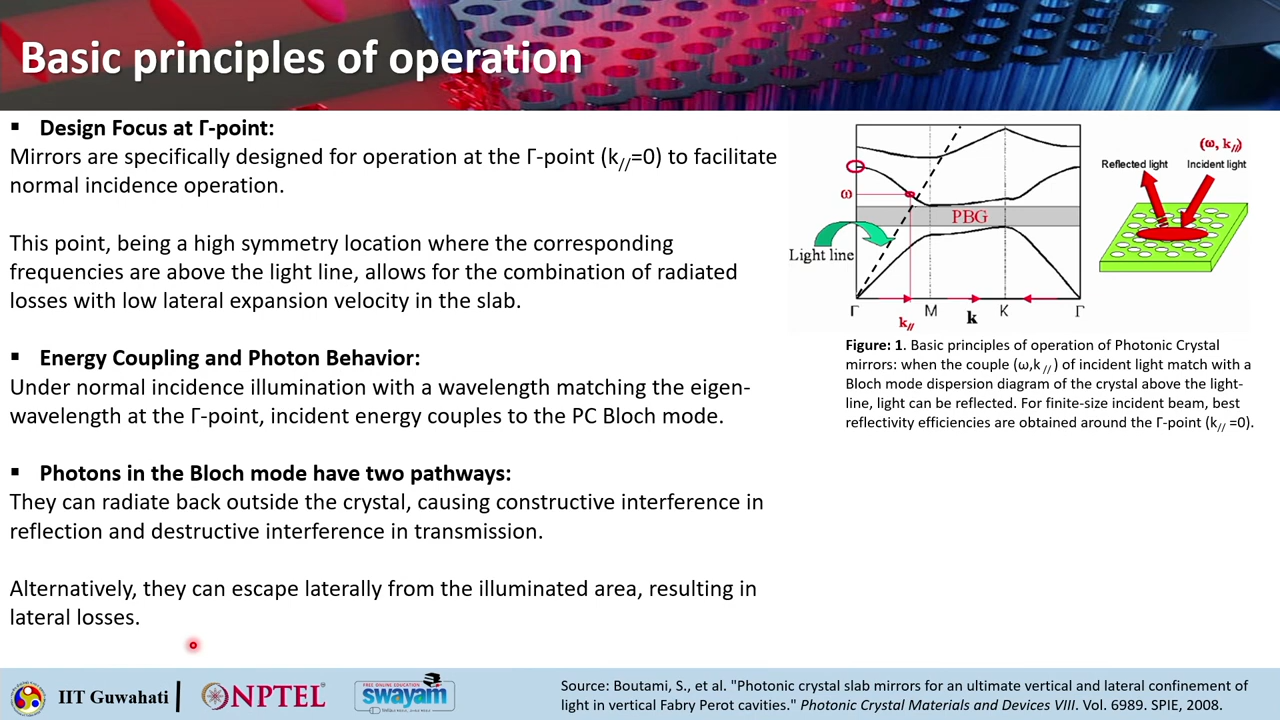 Basic principles of operation
▪ Design Focus at Γ-point:
Mirrors are specifically designed for operation at the Γ-point (k//=0) to facilitate
normal incidence operation.
This point, being a high symmetry location where the corresponding
frequencies are above the light line, allows for the combination of radiated
losses with low lateral expansion velocity in the slab.
▪ Energy Coupling and Photon Behavior:
Under normal incidence illumination with a wavelength matching the eigen-
wavelength at the Γ-point, incident energy couples to the PC Bloch mode.
▪ Photons in the Bloch mode have two pathways:
They can radiate back outside the crystal, causing constructive interference in
reflection and destructive interference in transmission.
Alternatively, they can escape laterally from the illuminated area, resulting in
lateral losses.
ω
PBG
Light line
Γ
M
K
Γ
k//
k
(ω, k//)
Reflected light
Incident light
Figure: 1. Basic principles of operation of Photonic Crystal
mirrors: when the couple (ω,k //) of incident light match with a
Bloch mode dispersion diagram of the crystal above the light-
line, light can be reflected. For finite-size incident beam, best
reflectivity efficiencies are obtained around the Γ-point (k// =0).
IIT Guwahati
NPTEL
FREE ONLINE EDUCATION
swayam
Source: Boutami, S., et al. "Photonic crystal slab mirrors for an ultimate vertical and lateral confinement of
light in vertical Fabry Perot cavities." Photonic Crystal Materials and Devices VIII. Vol. 6989. SPIE, 2008.